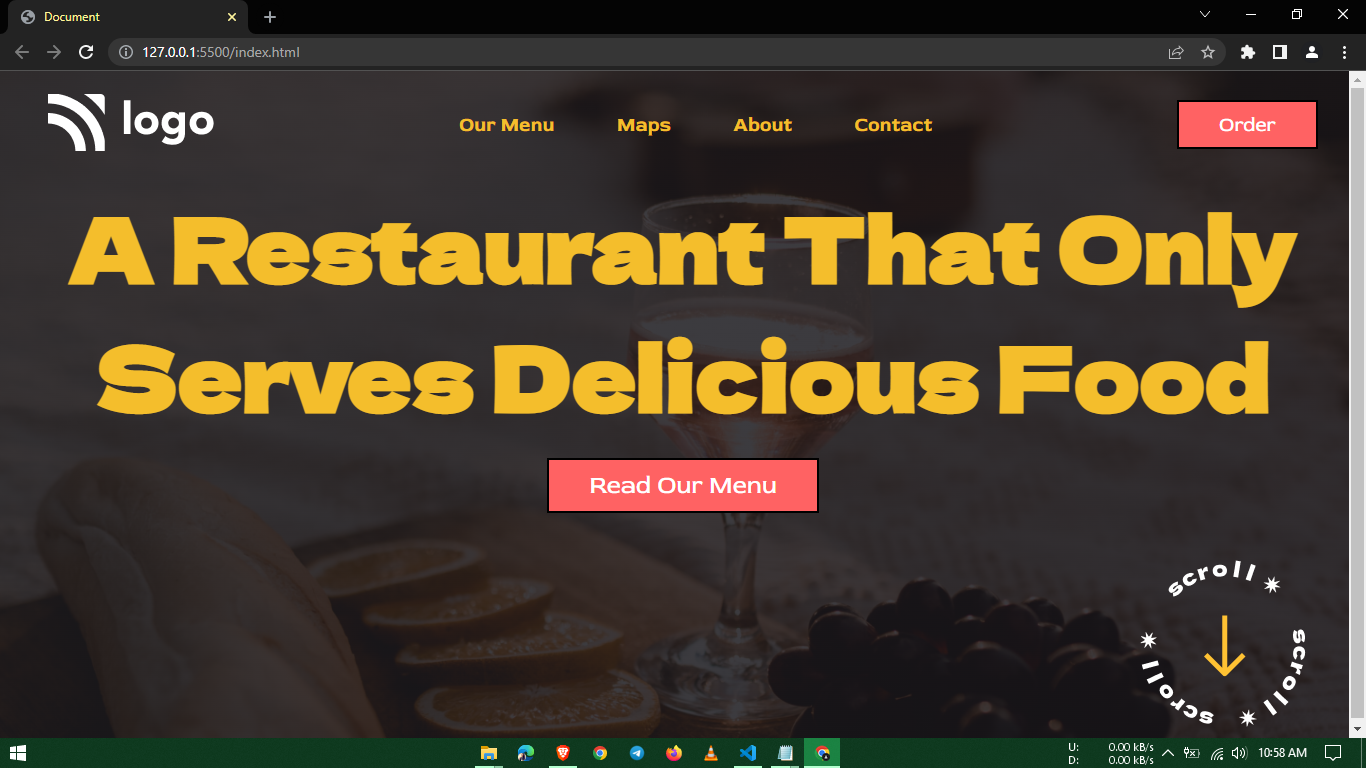 Document
127.0.0.1:5500/index.html
logo
Our Menu Maps About Contact Order
A Restaurant That Only
Serves Delicious Food
Read Our Menu
scroll
scroll
scroll
U: 0.00 kB/s
D: 0.00 kB/s
10:58 AM